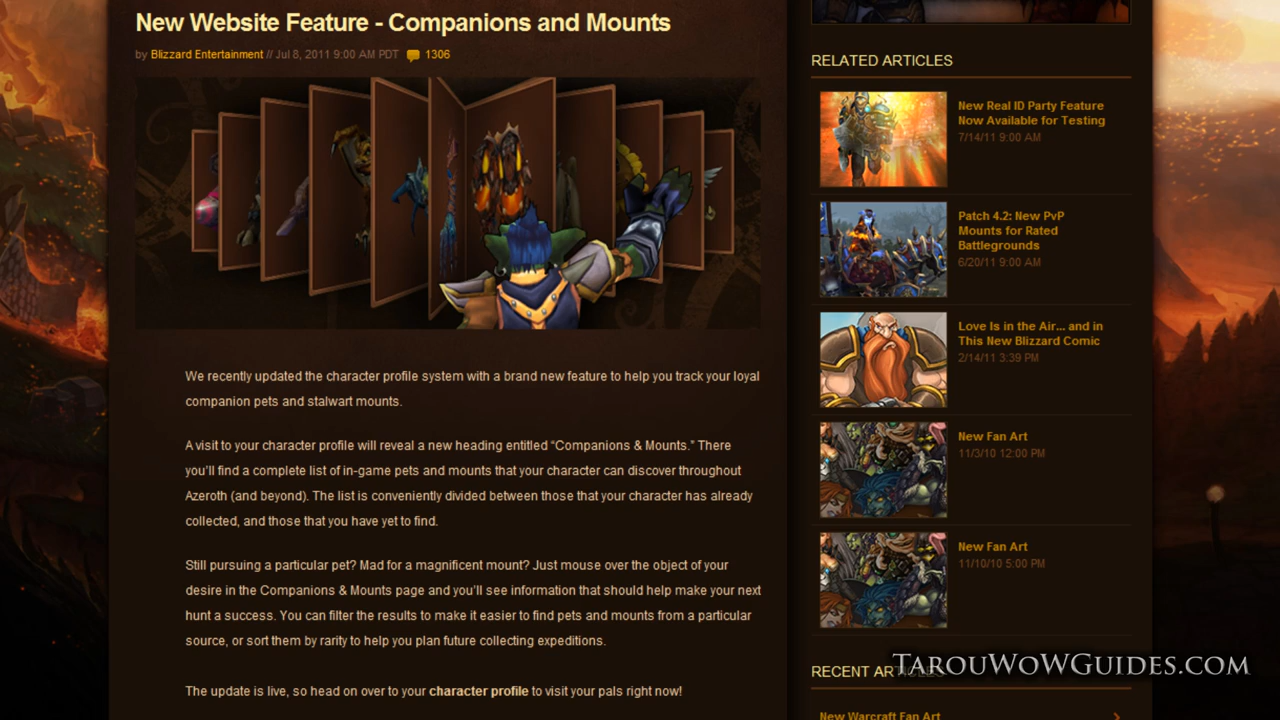 New Website Feature - Companions and Mounts
by Blizzard Entertainment // Jul 8, 2011 9:00 AM PDT 1306
We recently updated the character profile system with a brand new feature to help you track your loyal
companion pets and stalwart mounts.
A visit to your character profile will reveal a new heading entitled “Companions & Mounts.” There
you’ll find a complete list of in-game pets and mounts that your character can discover throughout
Azeroth (and beyond). The list is conveniently divided between those that your character has already
collected, and those that you have yet to find.
Still pursuing a particular pet? Mad for a magnificent mount? Just mouse over the object of your
desire in the Companions & Mounts page and you’ll see information that should help make your next
hunt a success. You can filter the results to make it easier to find pets and mounts from a particular
source, or sort them by rarity to help you plan future collecting expeditions.
The update is live, so head on over to your character profile to visit your pals right now!
RELATED ARTICLES
New Real ID Party Feature
Now Available for Testing
7/14/11 9:00 AM
Patch 4.2: New PvP
Mounts for Rated
Battlegrounds
6/20/11 9:00 AM
Love Is in the Air... and in
This New Blizzard Comic
2/14/11 3:39 PM
New Fan Art
11/3/10 12:00 PM
New Fan Art
11/10/10 5:00 PM
RECENT ARTICLES
New Warcraft Fan Art
TAROUWOWGUIDES.COM